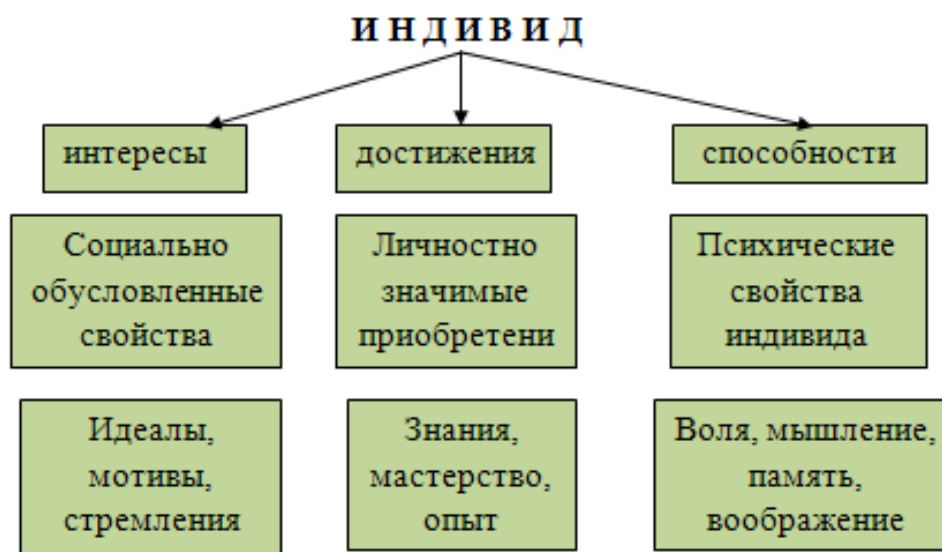 И Н Д И В И Д
интересы
достижения
способности
Социально
обусловленные
свойства
Личностно
значимые
приобретени
Психические
свойства
индивида
Идеалы,
мотивы,
стремления
Знания,
мастерство,
опыт
Воля, мышление,
память,
воображение